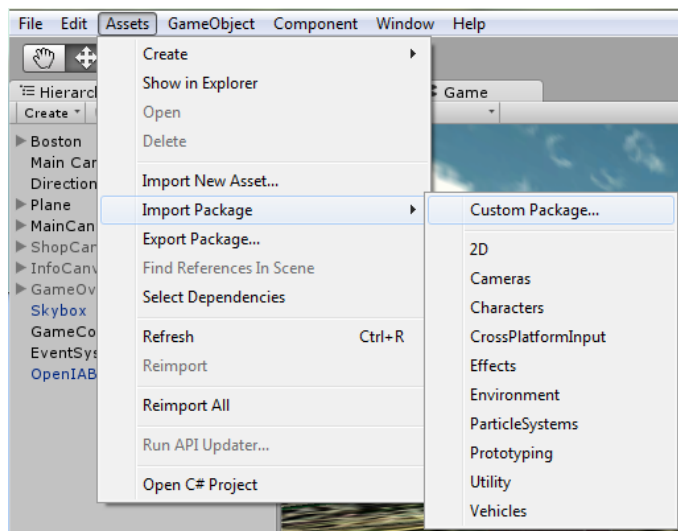 File Edit Assets GameObject Component Window Help
Hierarcl
Game
Create
Boston
Main Car
Direction
Plane
MainCan
ShopCar
InfoCanv
GameOv
Skybox
GameCo
EventSys
OpenIAB
Create
Show in Explorer
Open
Delete
Import New Asset...
Import Package
Export Package...
Find References In Scene
Select Dependencies
Refresh Ctrl+R
Reimport
Reimport All
Run API Updater...
Open C# Project
Custom Package...
2D
Cameras
Characters
CrossPlatformInput
Effects
Environment
ParticleSystems
Prototyping
Utility
Vehicles